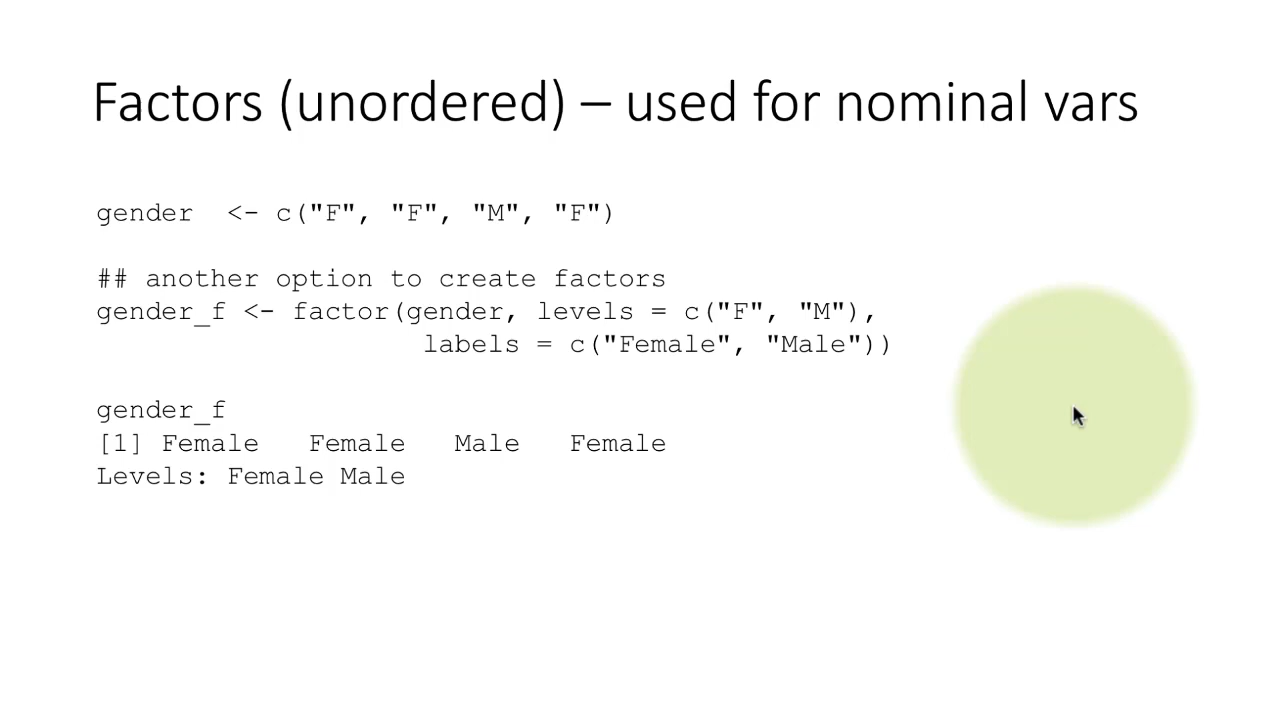 Factors (unordered) – used for nominal vars
gender  <- c("F", "F", "M", "F")
## another option to create factors
gender_f <- factor(gender, levels = c("F", "M"),
                    labels = c("Female", "Male"))
gender_f
[1] Female   Female   Male   Female
Levels: Female Male